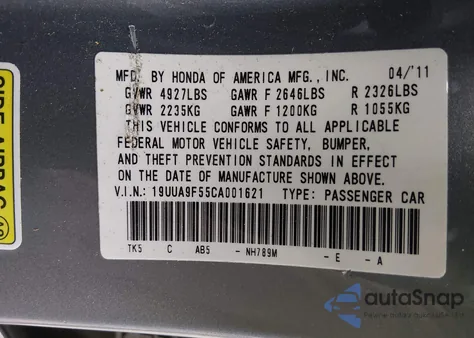 MFD. BY HONDA OF AMERICA MFG., INC. 04/'11
GVWR 4927LBS GAWR F 2646LBS R 2326LBS
GVWR 2235KG GAWR F 1200KG R 1055KG
THIS VEHICLE CONFORMS TO ALL APPLICABLE
FEDERAL MOTOR VEHICLE SAFETY, BUMPER,
AND THEFT PREVENTION STANDARDS IN EFFECT
ON THE DATE OF MANUFACTURE SHOWN ABOVE.
V.I.N.: 19UUA9F55CA001621 TYPE: PASSENGER CAR
TK5 C AB5 - NH789M - E - A
SIDE AIRBAG
autoSnap